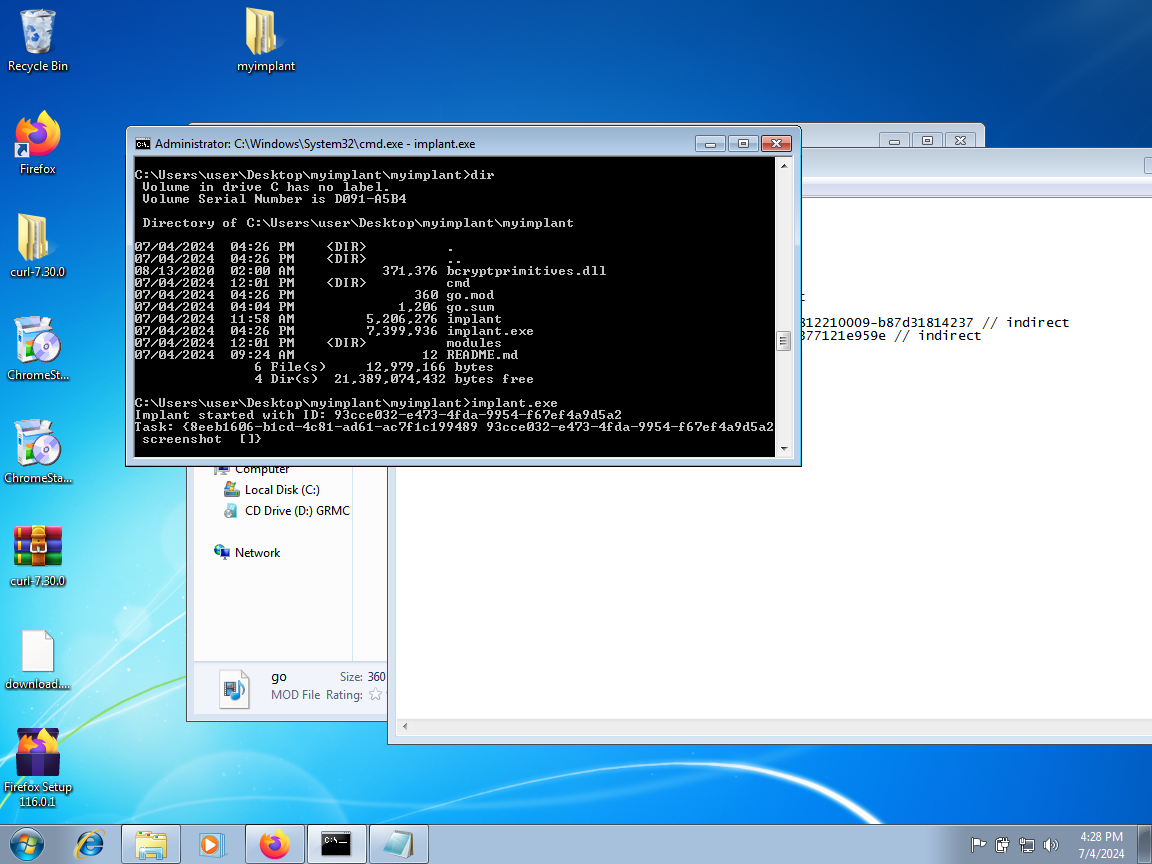 Recycle Bin
myimplant
Firefox
curl-7.30.0
ChromeSt...
ChromeSta...
curl-7.30.0
download....
Firefox Setup
116.0.1
Administrator: C:\Windows\System32\cmd.exe - implant.exe
C:\Users\user\Desktop\myimplant\myimplant>dir
Volume in drive C has no label.
Volume Serial Number is D091-A5B4
Directory of C:\Users\user\Desktop\myimplant\myimplant
07/04/2024 04:26 PM <DIR> .
07/04/2024 04:26 PM <DIR> ..
08/13/2020 02:00 AM 371,376 bcryptprimitives.dll
07/04/2024 12:01 PM <DIR> cmd
07/04/2024 04:26 PM 360 go.mod
07/04/2024 04:04 PM 1,206 go.sum
07/04/2024 11:58 AM 5,206,276 implant
07/04/2024 04:26 PM 7,399,936 implant.exe
07/04/2024 12:01 PM <DIR> modules
07/04/2024 09:24 AM 12 README.md
6 File(s) 12,979,166 bytes
4 Dir(s) 21,389,074,432 bytes free
C:\Users\user\Desktop\myimplant\myimplant>implant.exe
Implant started with ID: 93cce032-e473-4fda-9954-f67ef4a9d5a2
Task: {8eeb1606-b1cd-4c81-ad61-ac7f1c199489 93cce032-e473-4fda-9954-f67ef4a9d5a2
screenshot []}
812210009-b87d31814237 // indirect
377121e959e // indirect
Computer
Local Disk (C:)
CD Drive (D:) GRMC
Network
go
Size: 360
MOD File
Rating:
4:28 PM
7/4/2024